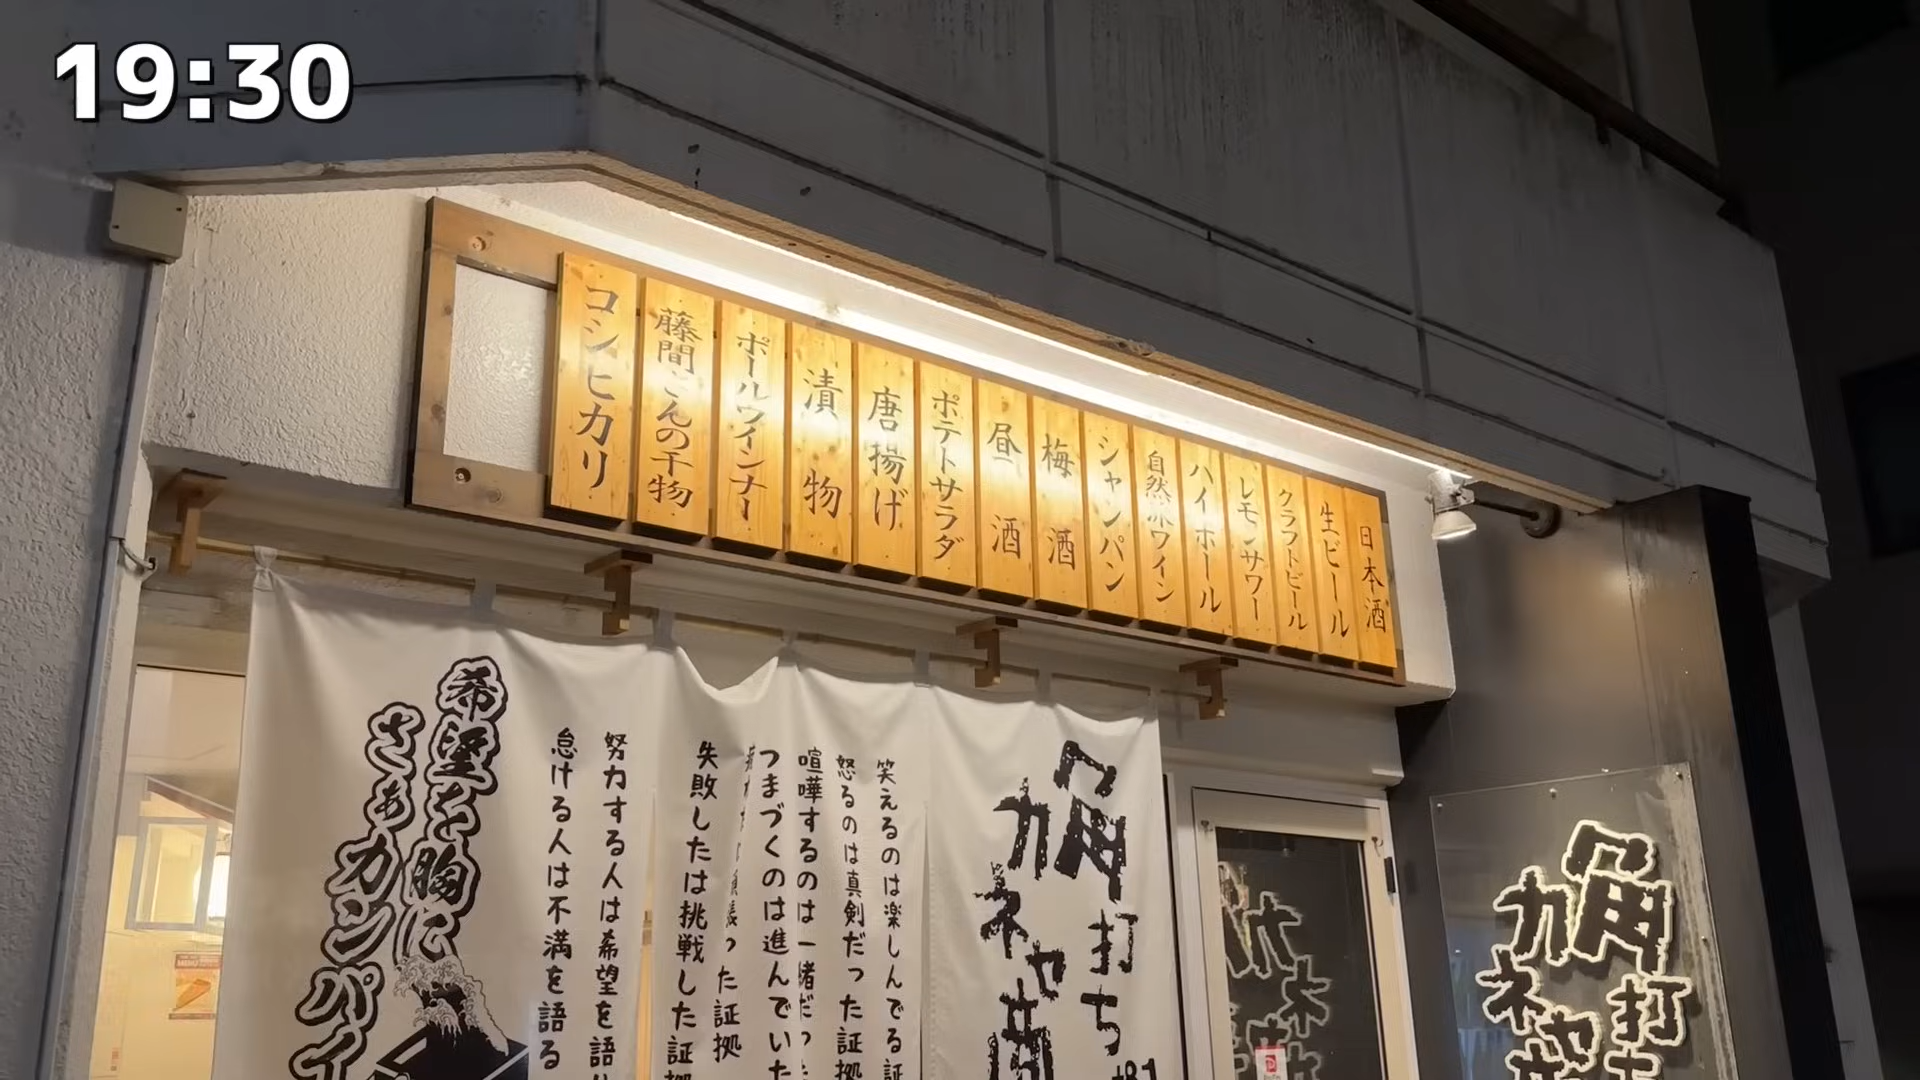 19:30
日本酒
生ビール
クラフトビール
レモンサワー
ハイボール
自然派ワイン
シャンパン
梅酒
昼酒
ポテトサラダ
唐揚げ
漬物
ポールウインナー
藤間さんの干物
コシヒカリ
角打ち
カネヤ
笑えるのは楽しんでる証
怒るのは真剣だった証拠
喧嘩するのは一緒だった
つまづくのは進んでいた
った証拠
失敗したは挑戦した証拠
努力する人は希望を語
怠ける人は不満を語る
希望を胸に
さぁカンパイ
角打
カネヤ